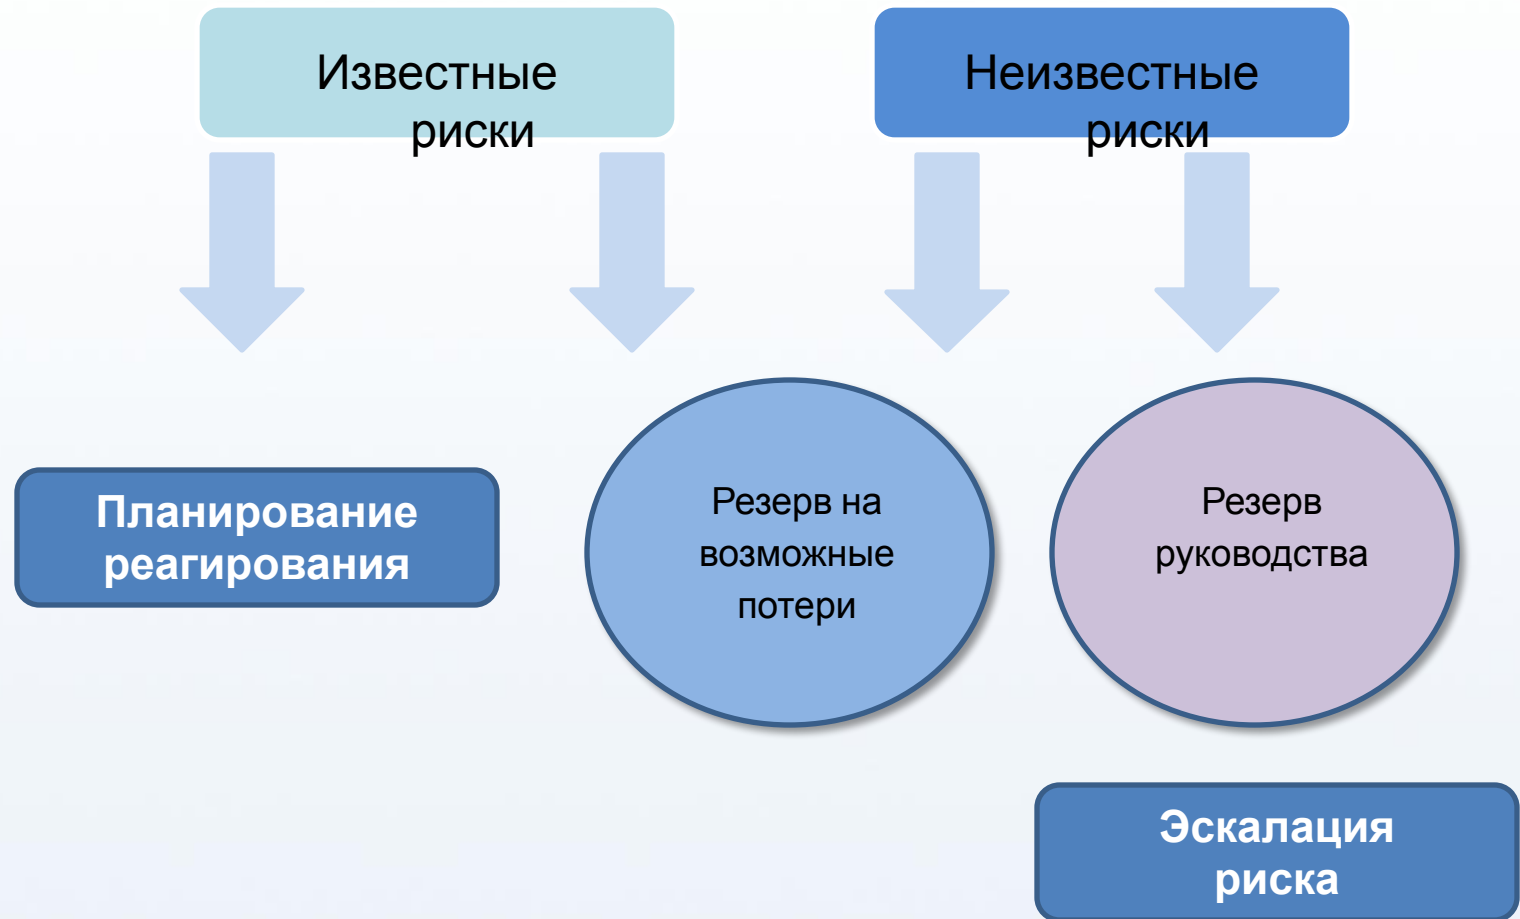 Известные
риски
Неизвестные
риски
Планирование
реагирования
Резерв на
возможные
потери
Резерв
руководства
Эскалация
риска